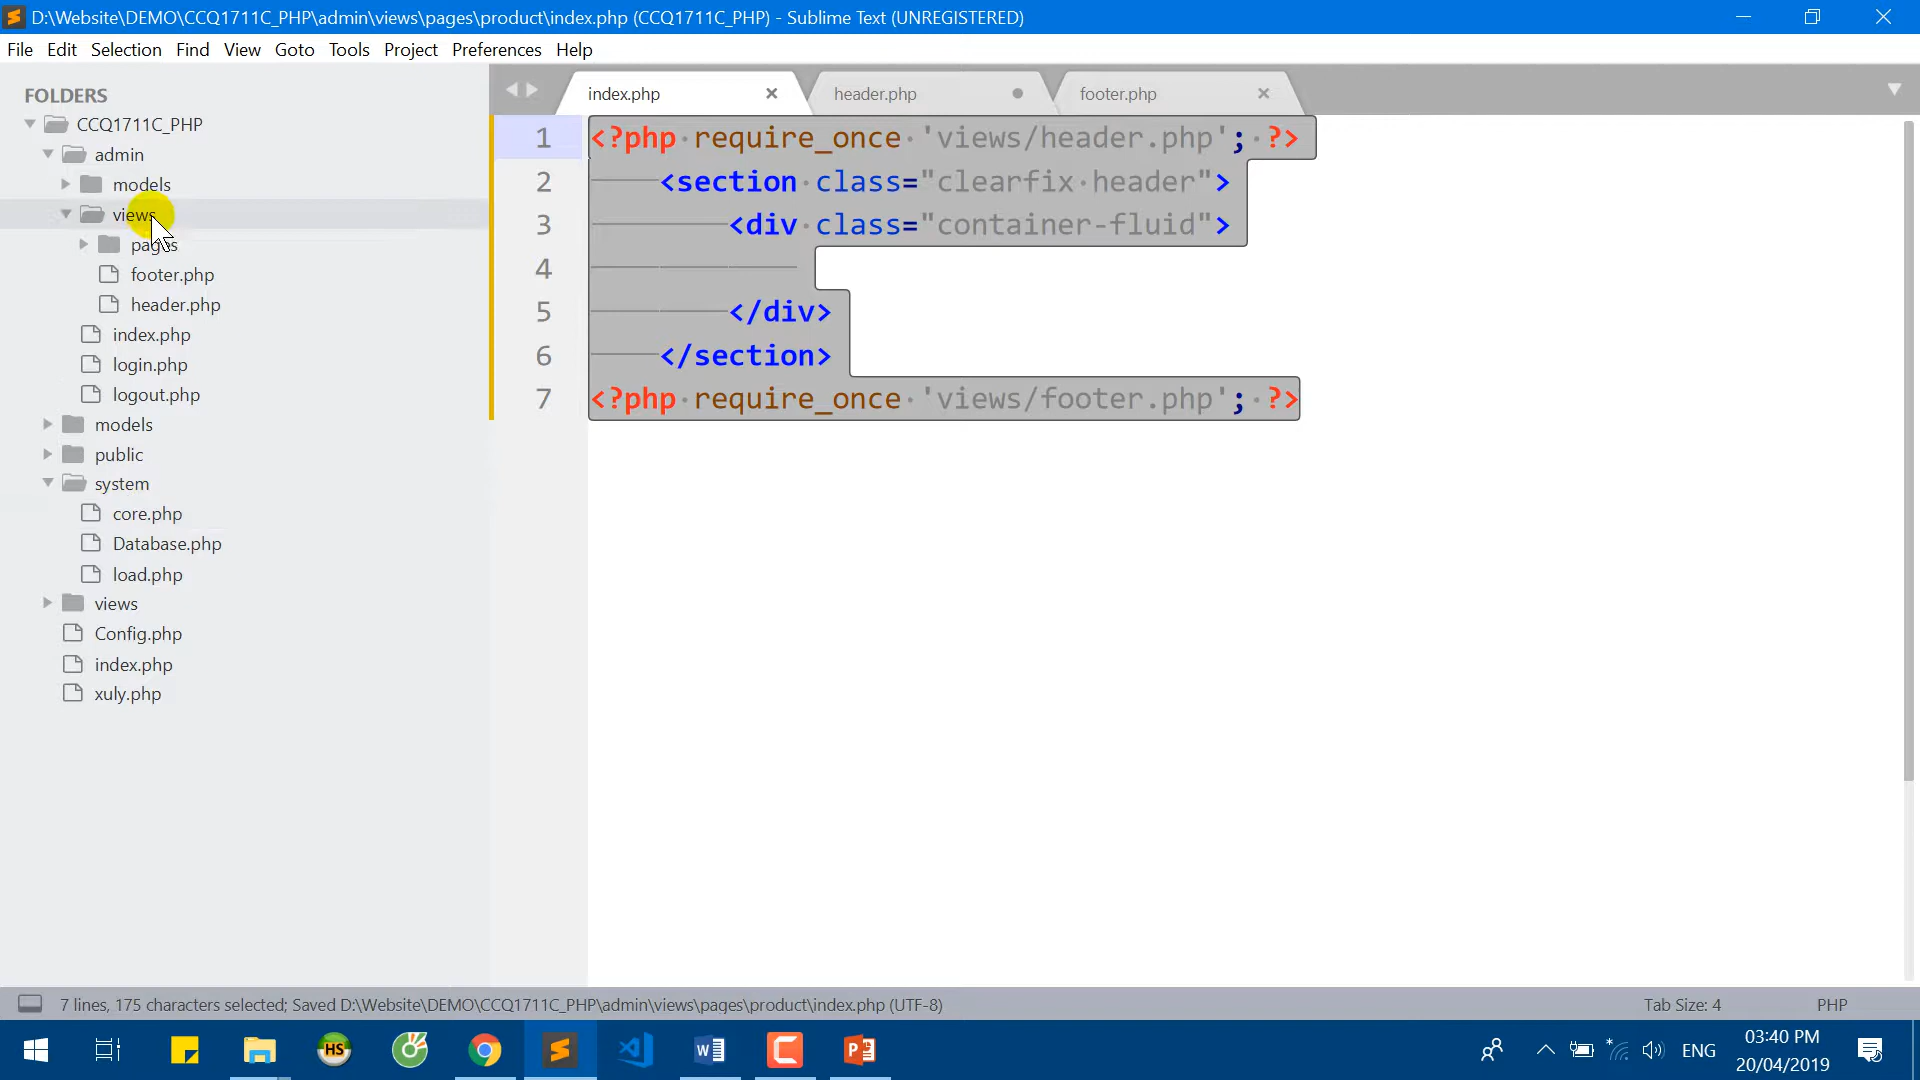 D:\Website\DEMO\CCQ1711C_PHP\admin\views\pages\product\index.php (CCQ1711C_PHP) - Sublime Text (UNREGISTERED)
File Edit Selection Find View Goto Tools Project Preferences Help
FOLDERS
CCQ1711C_PHP
admin
models
views
pages
footer.php
header.php
index.php
login.php
logout.php
models
public
system
core.php
Database.php
load.php
views
Config.php
index.php
xuly.php
index.php header.php footer.php
1 <?php require_once 'views/header.php'; ?>
2 <section class="clearfix header">
3 <div class="container-fluid">
4
5 </div>
6 </section>
7 <?php require_once 'views/footer.php'; ?>
7 lines, 175 characters selected; Saved D:\Website\DEMO\CCQ1711C_PHP\admin\views\pages\product\index.php (UTF-8) Tab Size: 4 PHP
HS ENG 03:40 PM
20/04/2019